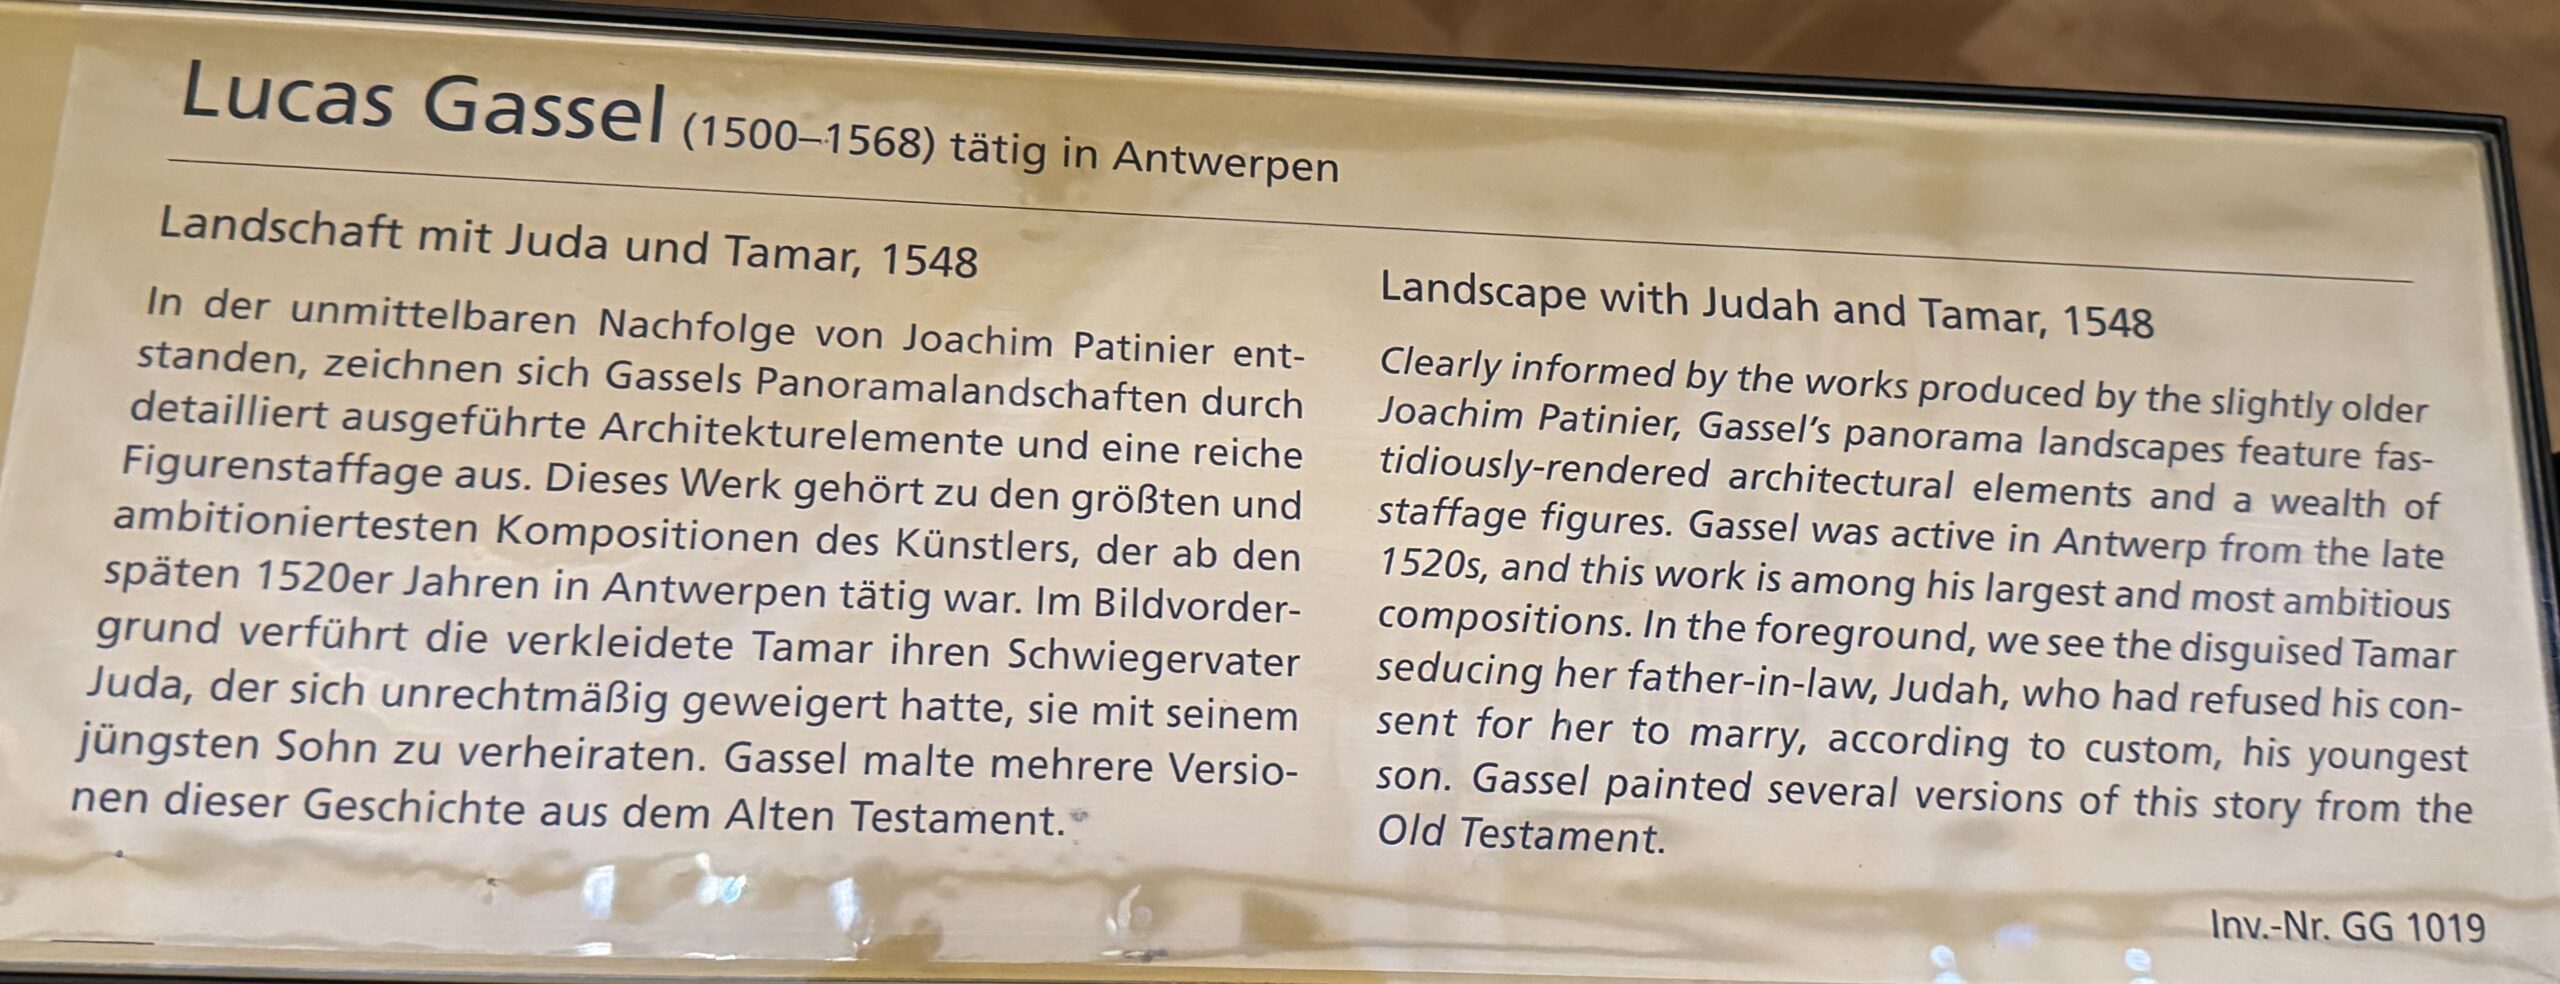 Lucas Gassel (1500–1568) tätig in Antwerpen
Landschaft mit Juda und Tamar, 1548
In der unmittelbaren Nachfolge von Joachim Patinier ent-
standen, zeichnen sich Gassels Panoramalandschaften durch
detailliert ausgeführte Architekturelemente und eine reiche
Figurenstaffage aus. Dieses Werk gehört zu den größten und
ambitioniertesten Kompositionen des Künstlers, der ab den
späten 1520er Jahren in Antwerpen tätig war. Im Bildvorder-
grund verführt die verkleidete Tamar ihren Schwiegervater
Juda, der sich unrechtmäßig geweigert hatte, sie mit seinem
jüngsten Sohn zu verheiraten. Gassel malte mehrere Versio-
nen dieser Geschichte aus dem Alten Testament.
Landscape with Judah and Tamar, 1548
Clearly informed by the works produced by the slightly older
Joachim Patinier, Gassel's panorama landscapes feature fas-
tidiously-rendered architectural elements and a wealth of
staffage figures. Gassel was active in Antwerp from the late
1520s, and this work is among his largest and most ambitious
compositions. In the foreground, we see the disguised Tamar
seducing her father-in-law, Judah, who had refused his con-
sent for her to marry, according to custom, his youngest
son. Gassel painted several versions of this story from the
Old Testament.
Inv.-Nr. GG 1019